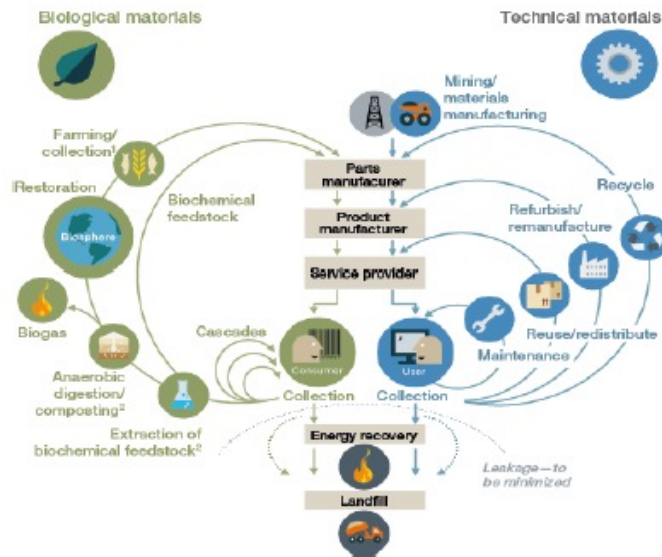 Biological materials
Technical materials
Mining/
materials
manufacturing
Farming/
collection¹
Parts
manufacurer
Recycle
IRestoration
Biochemical
feedstock
Refurbish/
remanufacture
Product
manufacturer
Biosphere
Service provider
Biogas
Cascades
Consumer
User
Maintenance
Reuse/redistribute
Anaerobic
digestion/
composting²
Collection
Collection
Extraction of
biochemical feedstock²
Energy recovery
Leakage—to
be minimized
Landfill